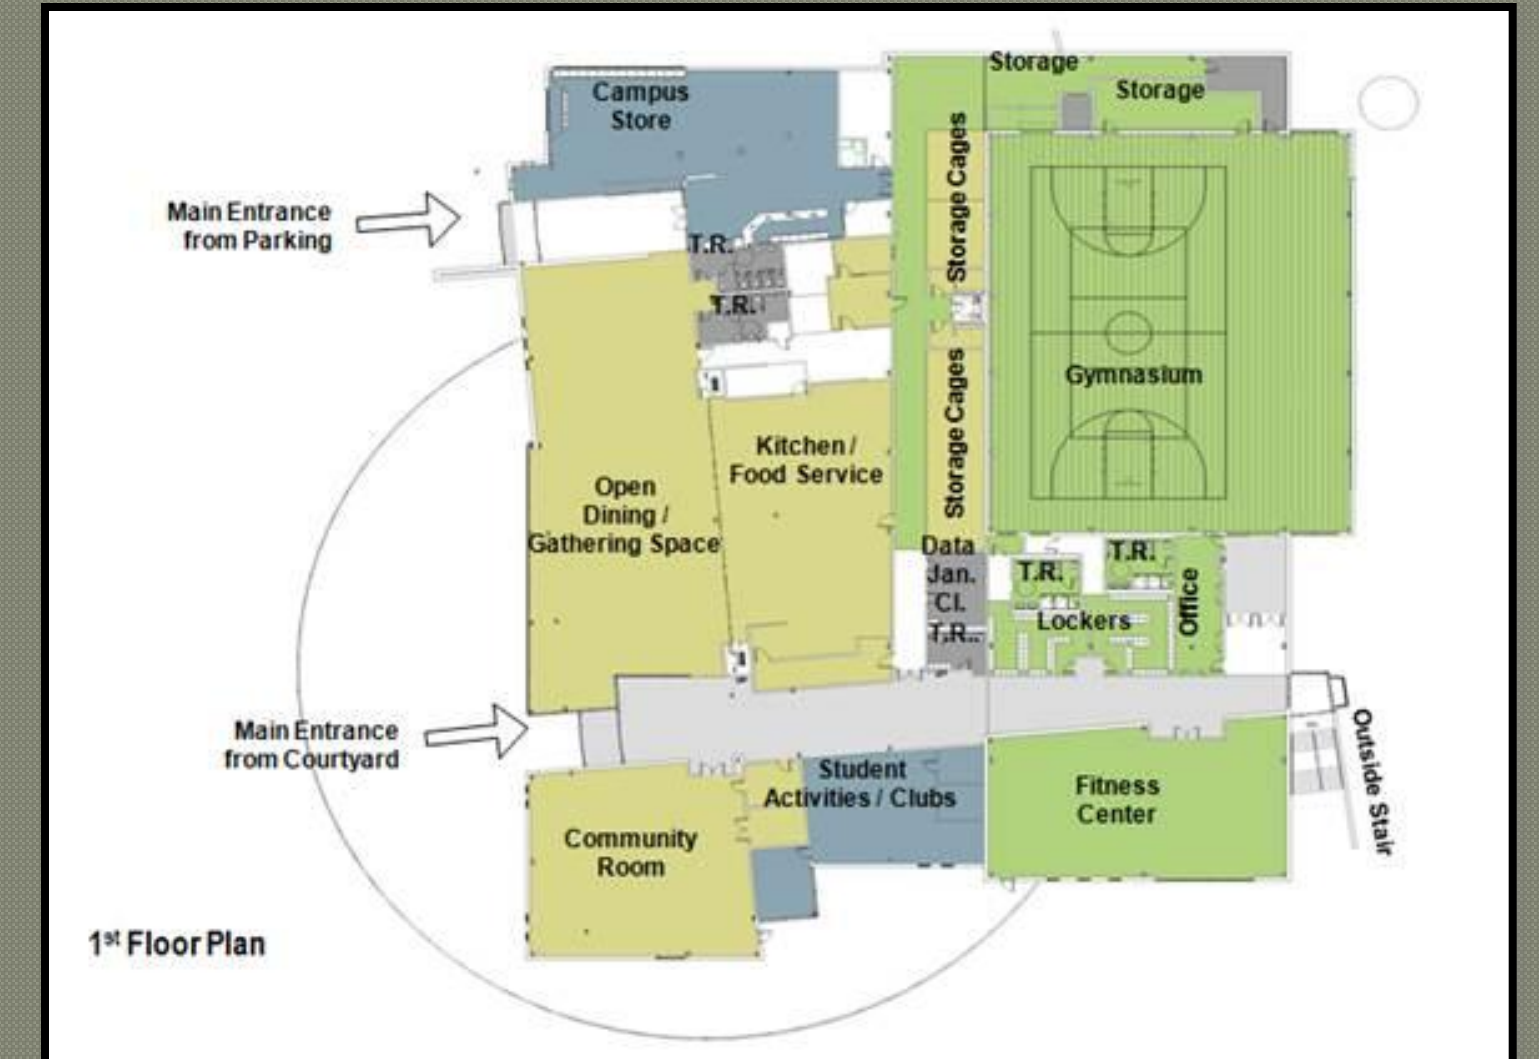 Storage
Storage
Campus
Store
Storage Cages
Main Entrance
from Parking
T.R.
T.R.
Gymnasium
Storage Cages
Kitchen /
Food Service
Open
Dining /
Gathering Space
Data
Jan.
Cl.
T.R..
T.R.
T.R.
Office
Lockers
Main Entrance
from Courtyard
Outside Stair
Student
Activities / Clubs
Fitness
Center
Community
Room
1st Floor Plan